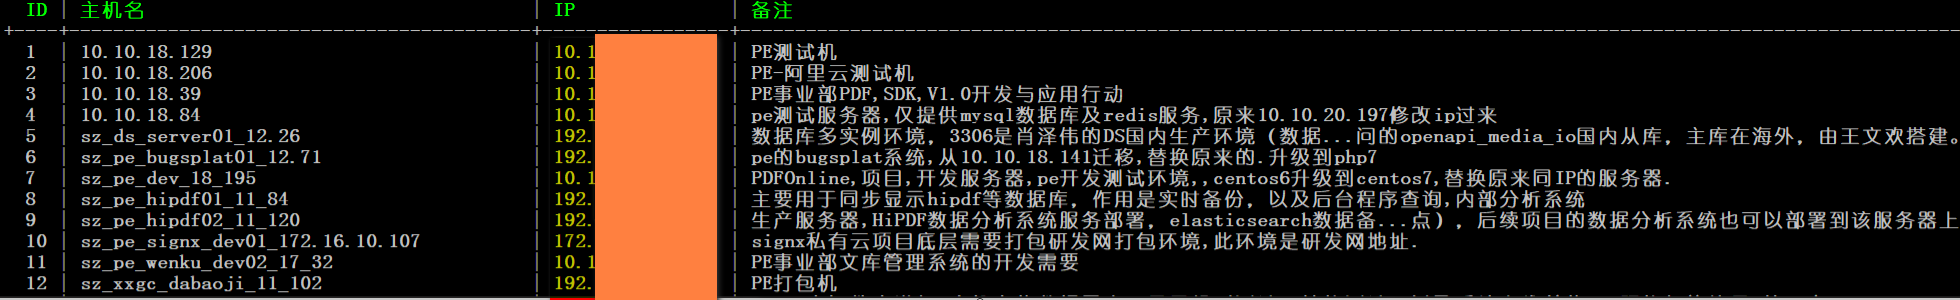 ID | 主机名 | IP | 备注
1 | 10.10.18.129 | 10.1 | PE测试机
2 | 10.10.18.206 | 10.1 | PE-阿里云测试机
3 | 10.10.18.39 | 10.1 | PE事业部PDF,SDK,V1.0开发与应用行动
4 | 10.10.18.84 | 10.1 | pe测试服务器,仅提供mysql数据库及redis服务,原来10.10.20.197修改ip过来
5 | sz_ds_server01_12.26 | 192. | 数据库多实例环境，3306是肖泽伟的DS国内生产环境（数据...问的openapi_media_io国内从库，主库在海外，由王文欢搭建。
6 | sz_pe_bugsplat01_12.71 | 192. | pe的bugsplat系统,从10.10.18.141迁移,替换原来的.升级到php7
7 | sz_pe_dev_18_195 | 10.1 | PDFOnline,项目,开发服务器,pe开发测试环境,,centos6升级到centos7,替换原来同IP的服务器.
8 | sz_pe_hipdf01_11_84 | 192. | 主要用于同步显示hipdf等数据库，作用是实时备份，以及后台程序查询,内部分析系统
9 | sz_pe_hipdf02_11_120 | 192. | 生产服务器,HiPDF数据分析系统服务部署，elasticsearch数据备...点），后续项目的数据分析系统也可以部署到该服务器上
10 | sz_pe_signx_dev01_172.16.10.107 | 172. | signx私有云项目底层需要打包研发网打包环境,此环境是研发网地址.
11 | sz_pe_wenku_dev02_17_32 | 10.1 | PE事业部文库管理系统的开发需要
12 | sz_xxgc_dabaoji_11_102 | 192. | PE打包机